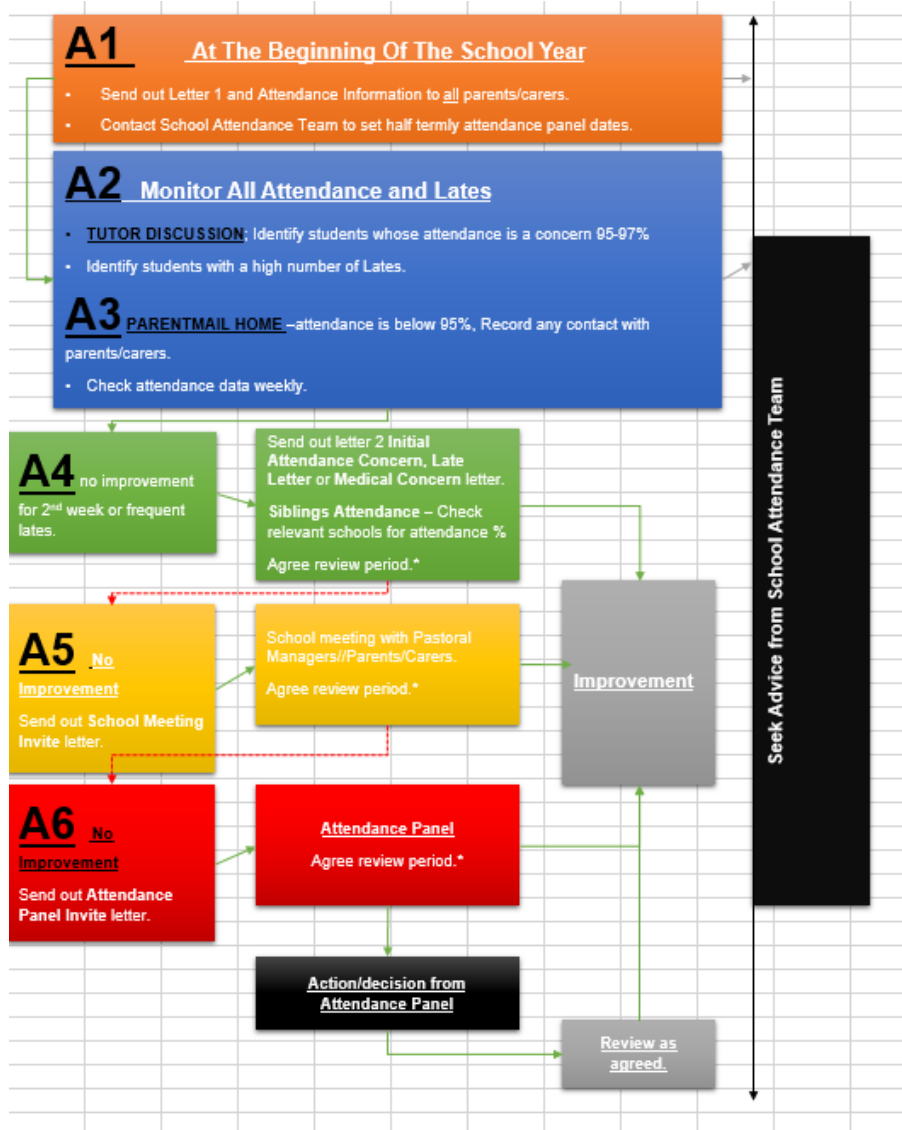 A1 At The Beginning Of The School Year
• Send out Letter 1 and Attendance Information to all parents/carers.
• Contact School Attendance Team to set half termly attendance panel dates.
A2 Monitor All Attendance and Lates
• TUTOR DISCUSSION; Identify students whose attendance is a concern 95-97%
• Identify students with a high number of Lates.
A3 PARENTMAIL HOME –attendance is below 95%, Record any contact with
parents/carers.
• Check attendance data weekly.
A4 no improvement
for 2nd week or frequent
lates.
Send out letter 2 Initial
Attendance Concern, Late
Letter or Medical Concern letter.
Siblings Attendance – Check
relevant schools for attendance %
Agree review period.*
A5 No
Improvement
Send out School Meeting
Invite letter.
School meeting with Pastoral
Managers//Parents/Carers.
Agree review period.*
Improvement
A6 No
Improvement
Send out Attendance
Panel Invite letter.
Attendance Panel
Agree review period.*
Action/decision from
Attendance Panel
Review as
agreed.
Seek Advice from School Attendance Team